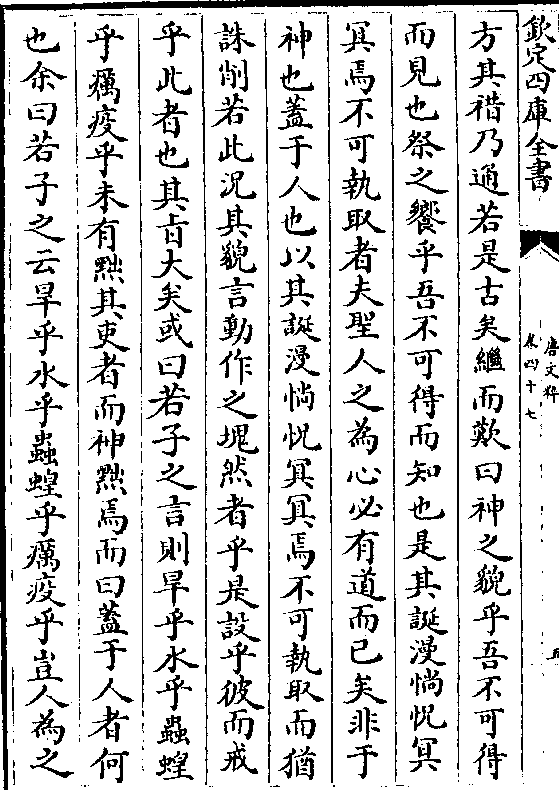 欽定四庫全書
唐文粹
卷四十七
五
方其稓乃通若是古矣繼而歎曰神之貌乎吾不可得
而見也祭之饗乎吾不可得而知也是其誕漫惝怳冥
冥焉不可執取者夫聖人之為心必有道而已矣非于
神也蓋于人也以其誕漫惝怳冥冥焉不可執取而猶
誅削若此況其貌言動作之塊然者乎是設乎彼而戒
乎此者也其旨大矣或曰若子之言則旱乎水乎蟲蝗
乎癘疫乎未有黜其吏者而神黜焉而曰蓋于人者何
也余曰若子之云旱乎水乎蟲蝗乎癘疫乎豈人為之